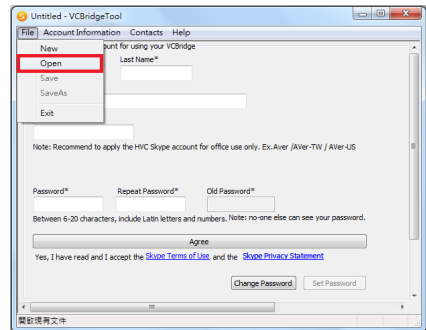 Untitled - VCBridgeTool
File Account Information Contacts Help
New
unt for using your VCBridge
Open
Last Name*
Save
SaveAs
Exit
Note: Recommend to apply the HVC Skype account for office use only. Ex.Aver /AVer-TW / AVer-US
Password* Repeat Password* Old Password*
Between 6-20 characters, include Latin letters and numbers. Note: no-one else can see your password.
Agree
Yes, I have read and I accept the Skype Terms of Use and the Skype Privacy Statement
Change Password Set Password
開啟現有文件